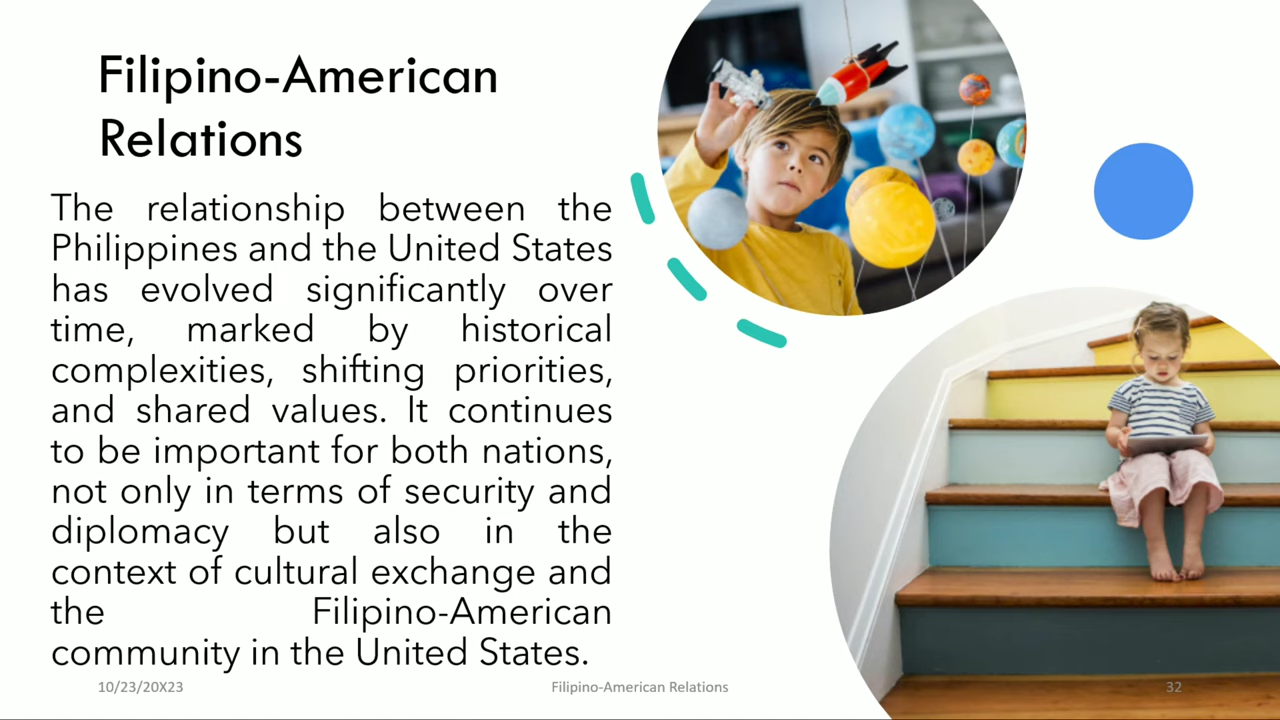 Filipino-American
Relations
The relationship between the
Philippines and the United States
has evolved significantly over
time, marked by historical
complexities, shifting priorities,
and shared values. It continues
to be important for both nations,
not only in terms of security and
diplomacy but also in the
context of cultural exchange and
the Filipino-American
community in the United States.
10/23/20X23
Filipino-American Relations
32